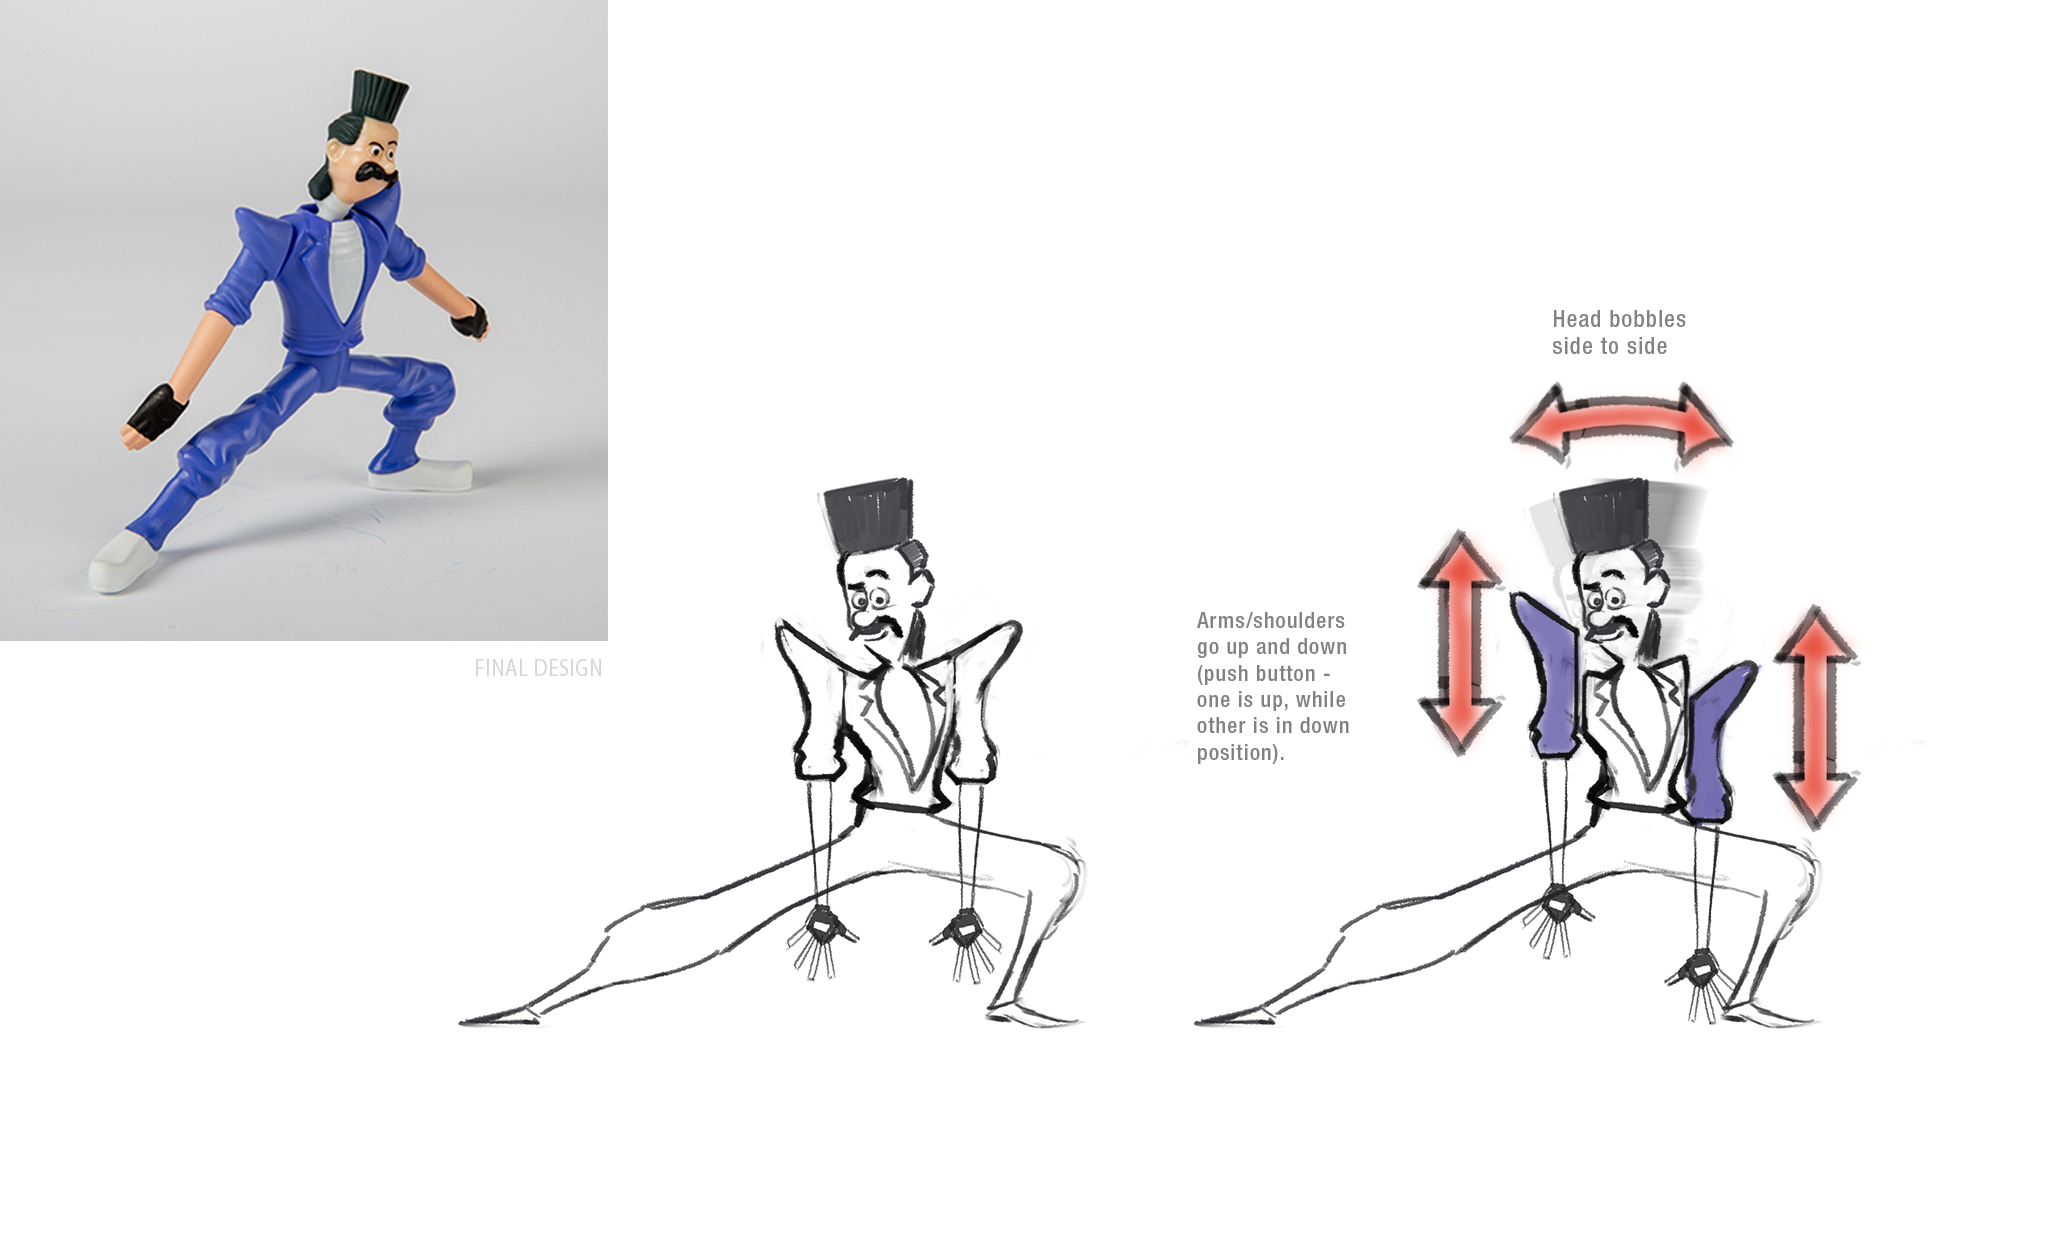 FINAL DESIGN
Head bobbles
side to side
Arms/shoulders
go up and down
(push button -
one is up, while
other is in down
position).